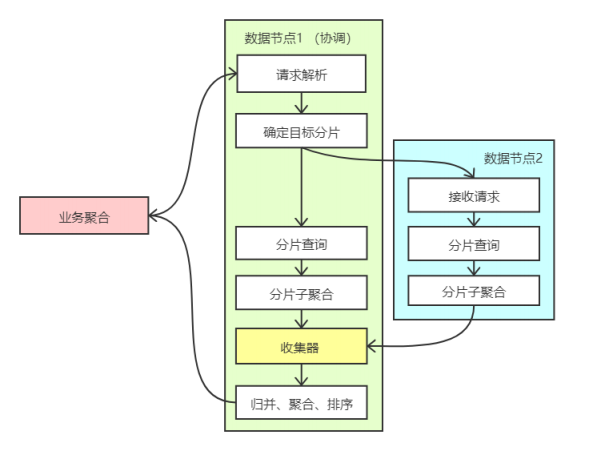 数据节点1 （协调）
请求解析
确定目标分片
数据节点2
接收请求
业务聚合
分片查询
分片查询
分片子聚合
分片子聚合
收集器
归并、聚合、排序